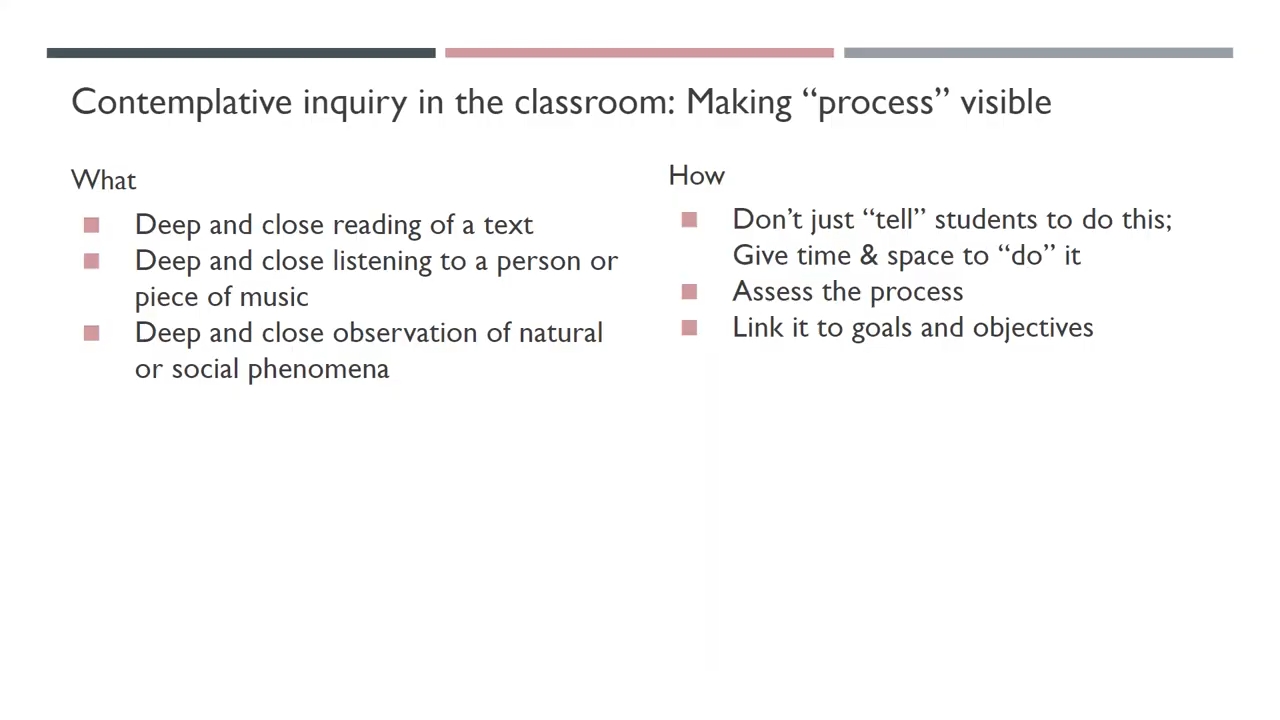 Contemplative inquiry in the classroom: Making “process” visible
What
Deep and close reading of a text
Deep and close listening to a person or
piece of music
Deep and close observation of natural
or social phenomena
How
Don’t just “tell” students to do this;
Give time & space to “do” it
Assess the process
Link it to goals and objectives